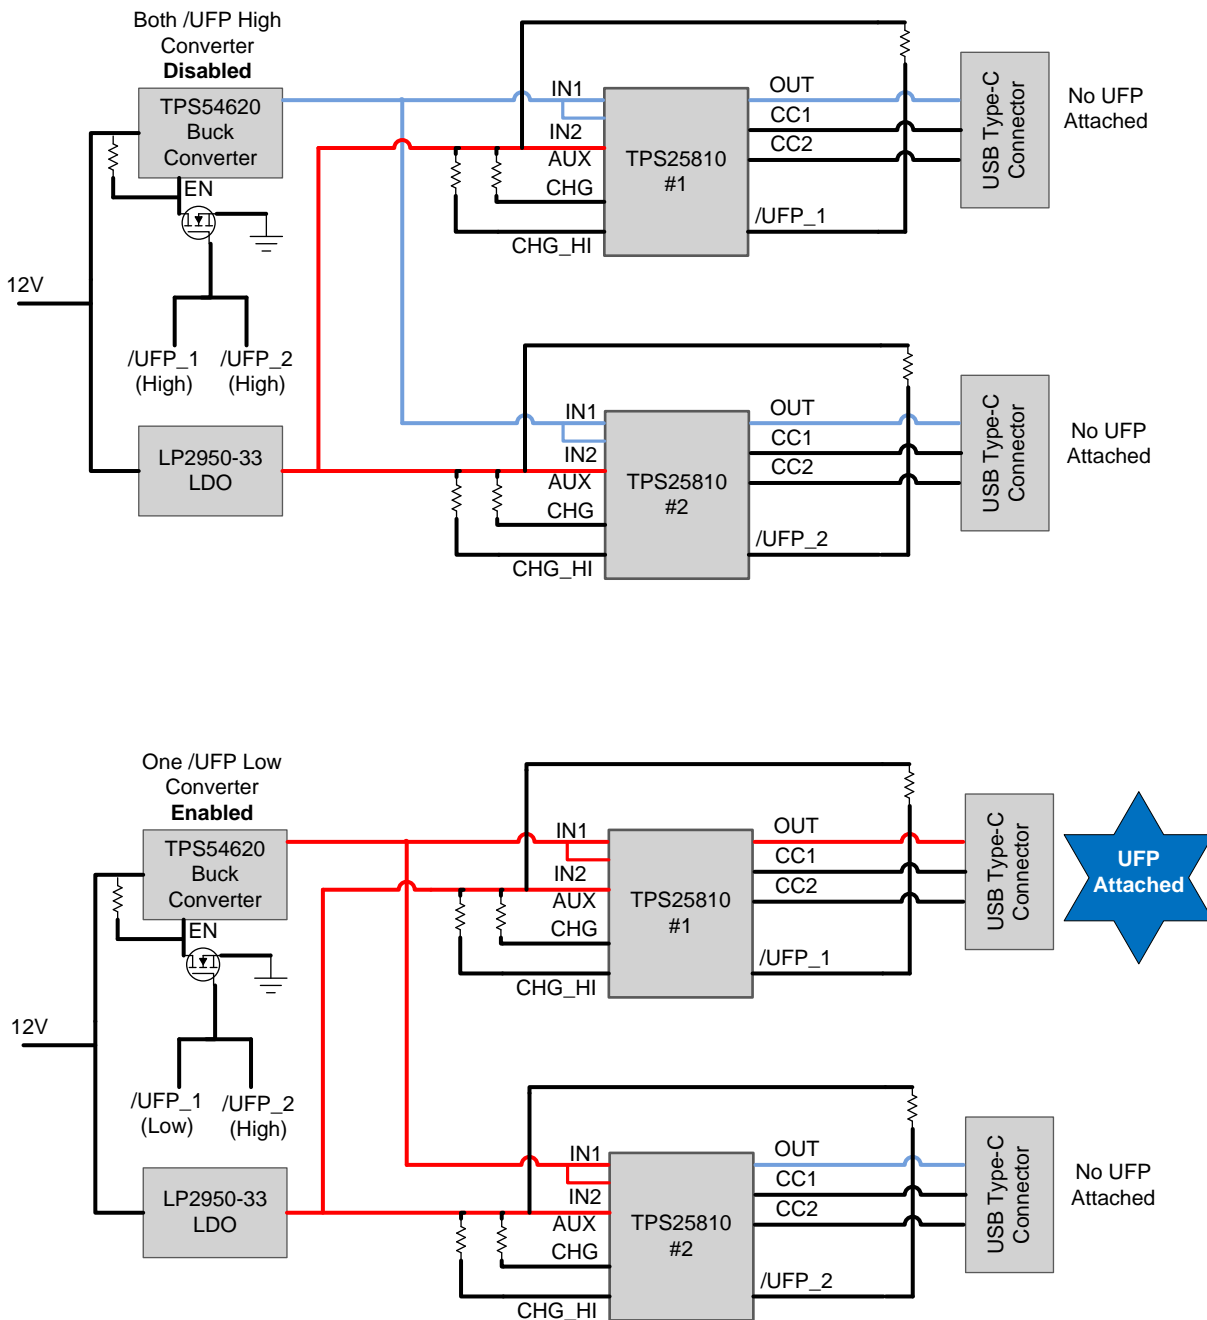 Both /UFP High
Converter
Disabled
TPS54620
Buck
Converter
EN
12V
/UFP_1
(High)
/UFP_2
(High)
LP2950-33
LDO
IN1
IN2
AUX
CHG
CHG_HI
TPS25810
#1
OUT
CC1
CC2
/UFP_1
USB Type-C
Connector
No UFP
Attached
IN1
IN2
AUX
CHG
CHG_HI
TPS25810
#2
OUT
CC1
CC2
/UFP_2
USB Type-C
Connector
No UFP
Attached
One /UFP Low
Converter
Enabled
TPS54620
Buck
Converter
EN
12V
/UFP_1
(Low)
/UFP_2
(High)
LP2950-33
LDO
IN1
IN2
AUX
CHG
CHG_HI
TPS25810
#1
OUT
CC1
CC2
/UFP_1
USB Type-C
Connector
UFP
Attached
IN1
IN2
AUX
CHG
CHG_HI
TPS25810
#2
OUT
CC1
CC2
/UFP_2
USB Type-C
Connector
No UFP
Attached